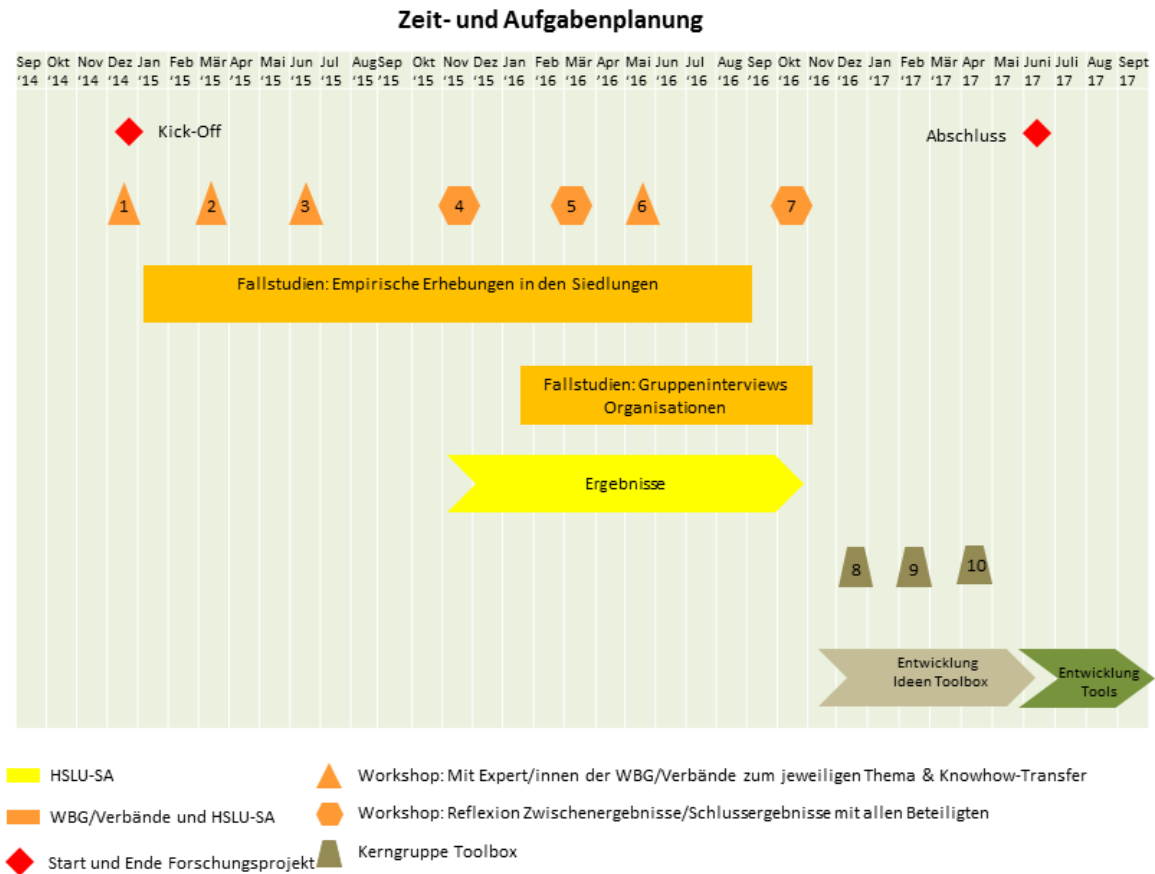 Zeit- und Aufgabenplanung
Sep Okt Nov Dez Jan Feb Mär Apr Mai Jun Jul Aug Sep Okt Nov Dez Jan Feb Mär Apr Mai Jun Jul Aug Sep Okt Nov Dez Jan Feb Mär Apr Mai Juni Juli Aug Sept
'14 '14 '14 '14 '15 '15 '15 '15 '15 '15 '15 '15 '15 '15 '15 '15 '16 '16 '16 '16 '16 '16 '16 '16 '16 '16 '16 '16 '17 '17 '17 17 17 17 17 17 17
Kick-Off
Abschluss
1 2 3 4 5 6 7
Fallstudien: Empirische Erhebungen in den Siedlungen
Fallstudien: Gruppeninterviews
Organisationen
Ergebnisse
8 9 10
Entwicklung
Ideen Toolbox
Entwicklung
Tools
HSLU-SA
Workshop: Mit Expert/innen der WBG/Verbände zum jeweiligen Thema & Knowhow-Transfer
WBG/Verbände und HSLU-SA
Workshop: Reflexion Zwischenergebnisse/Schlussergebnisse mit allen Beteiligten
Start und Ende Forschungsprojekt
Kerngruppe Toolbox